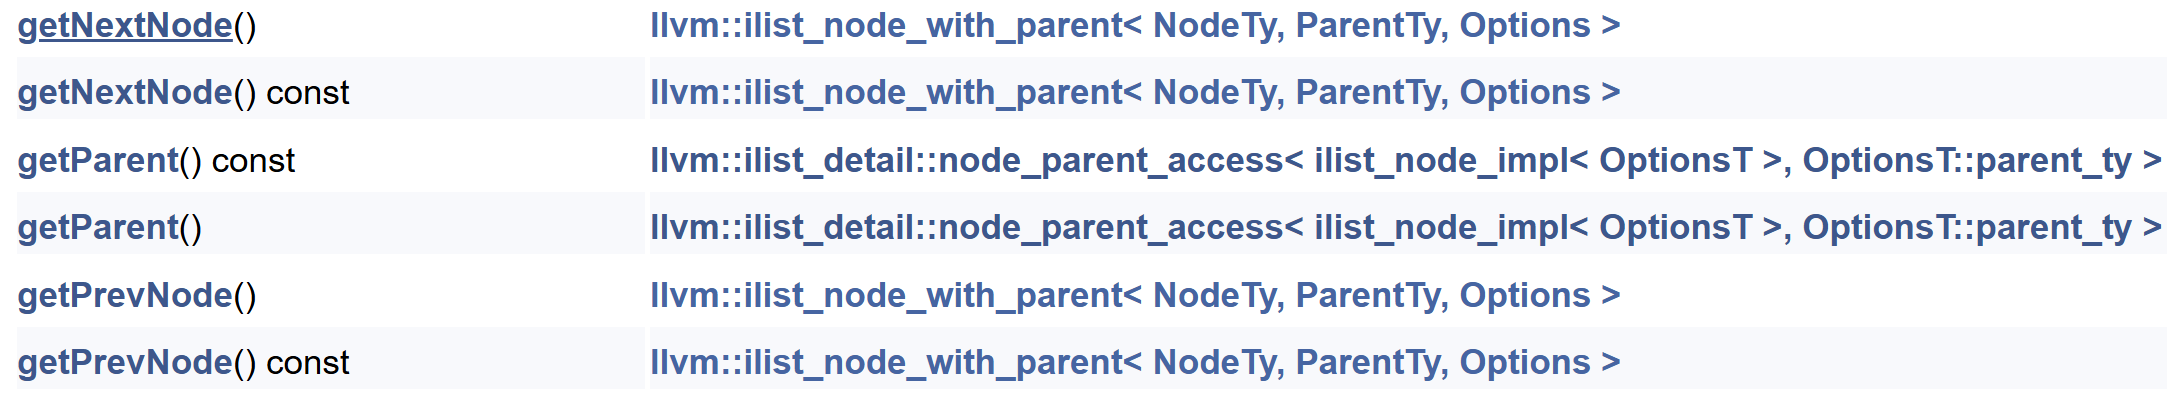 getNextNode() llvm::ilist_node_with_parent< NodeTy, ParentTy, Options >
getNextNode() const llvm::ilist_node_with_parent< NodeTy, ParentTy, Options >
getParent() const llvm::ilist_detail::node_parent_access< ilist_node_impl< OptionsT >, OptionsT::parent_ty >
getParent() llvm::ilist_detail::node_parent_access< ilist_node_impl< OptionsT >, OptionsT::parent_ty >
getPrevNode() llvm::ilist_node_with_parent< NodeTy, ParentTy, Options >
getPrevNode() const llvm::ilist_node_with_parent< NodeTy, ParentTy, Options >